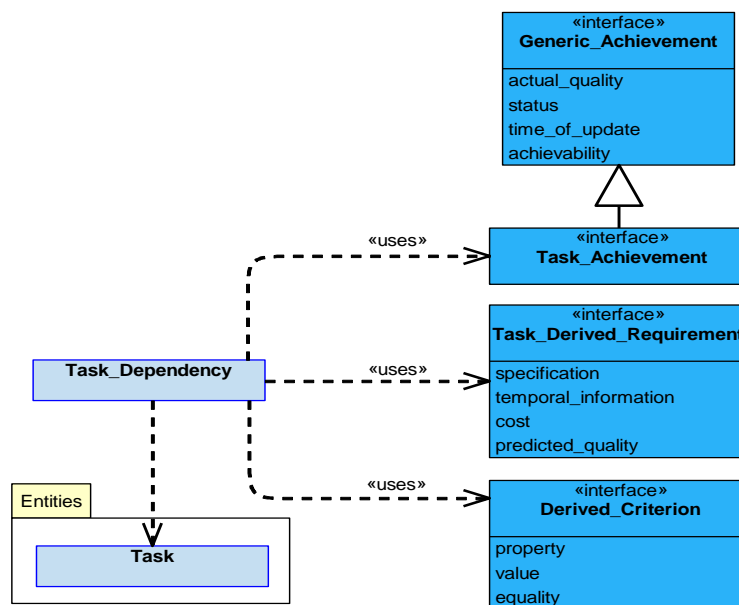 «interface»
Generic_Achievement
actual_quality
status
time_of_update
achievability
«uses»
«interface»
Task_Achievement
«interface»
Task_Derived_Requirement
specification
temporal_information
cost
predicted_quality
Task_Dependency
«uses»
«uses»
«interface»
Derived_Criterion
property
value
equality
Entities
Task